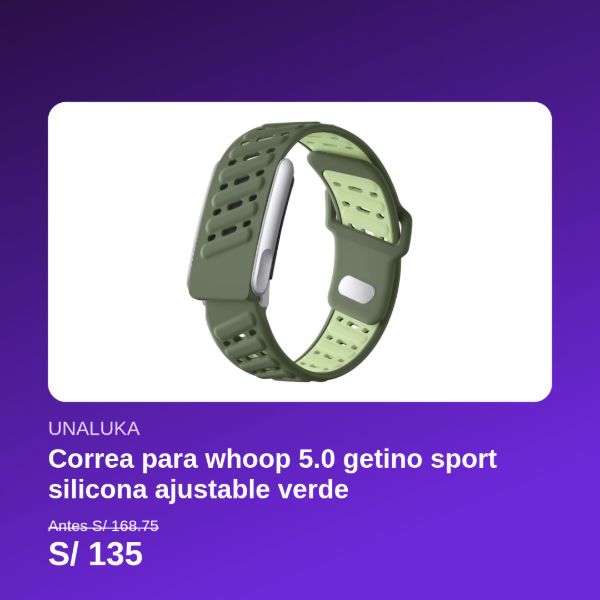 UNALUKA
Correa para whoop 5.0 getino sport
silicona ajustable verde
Antes S/ 168.75
S/ 135